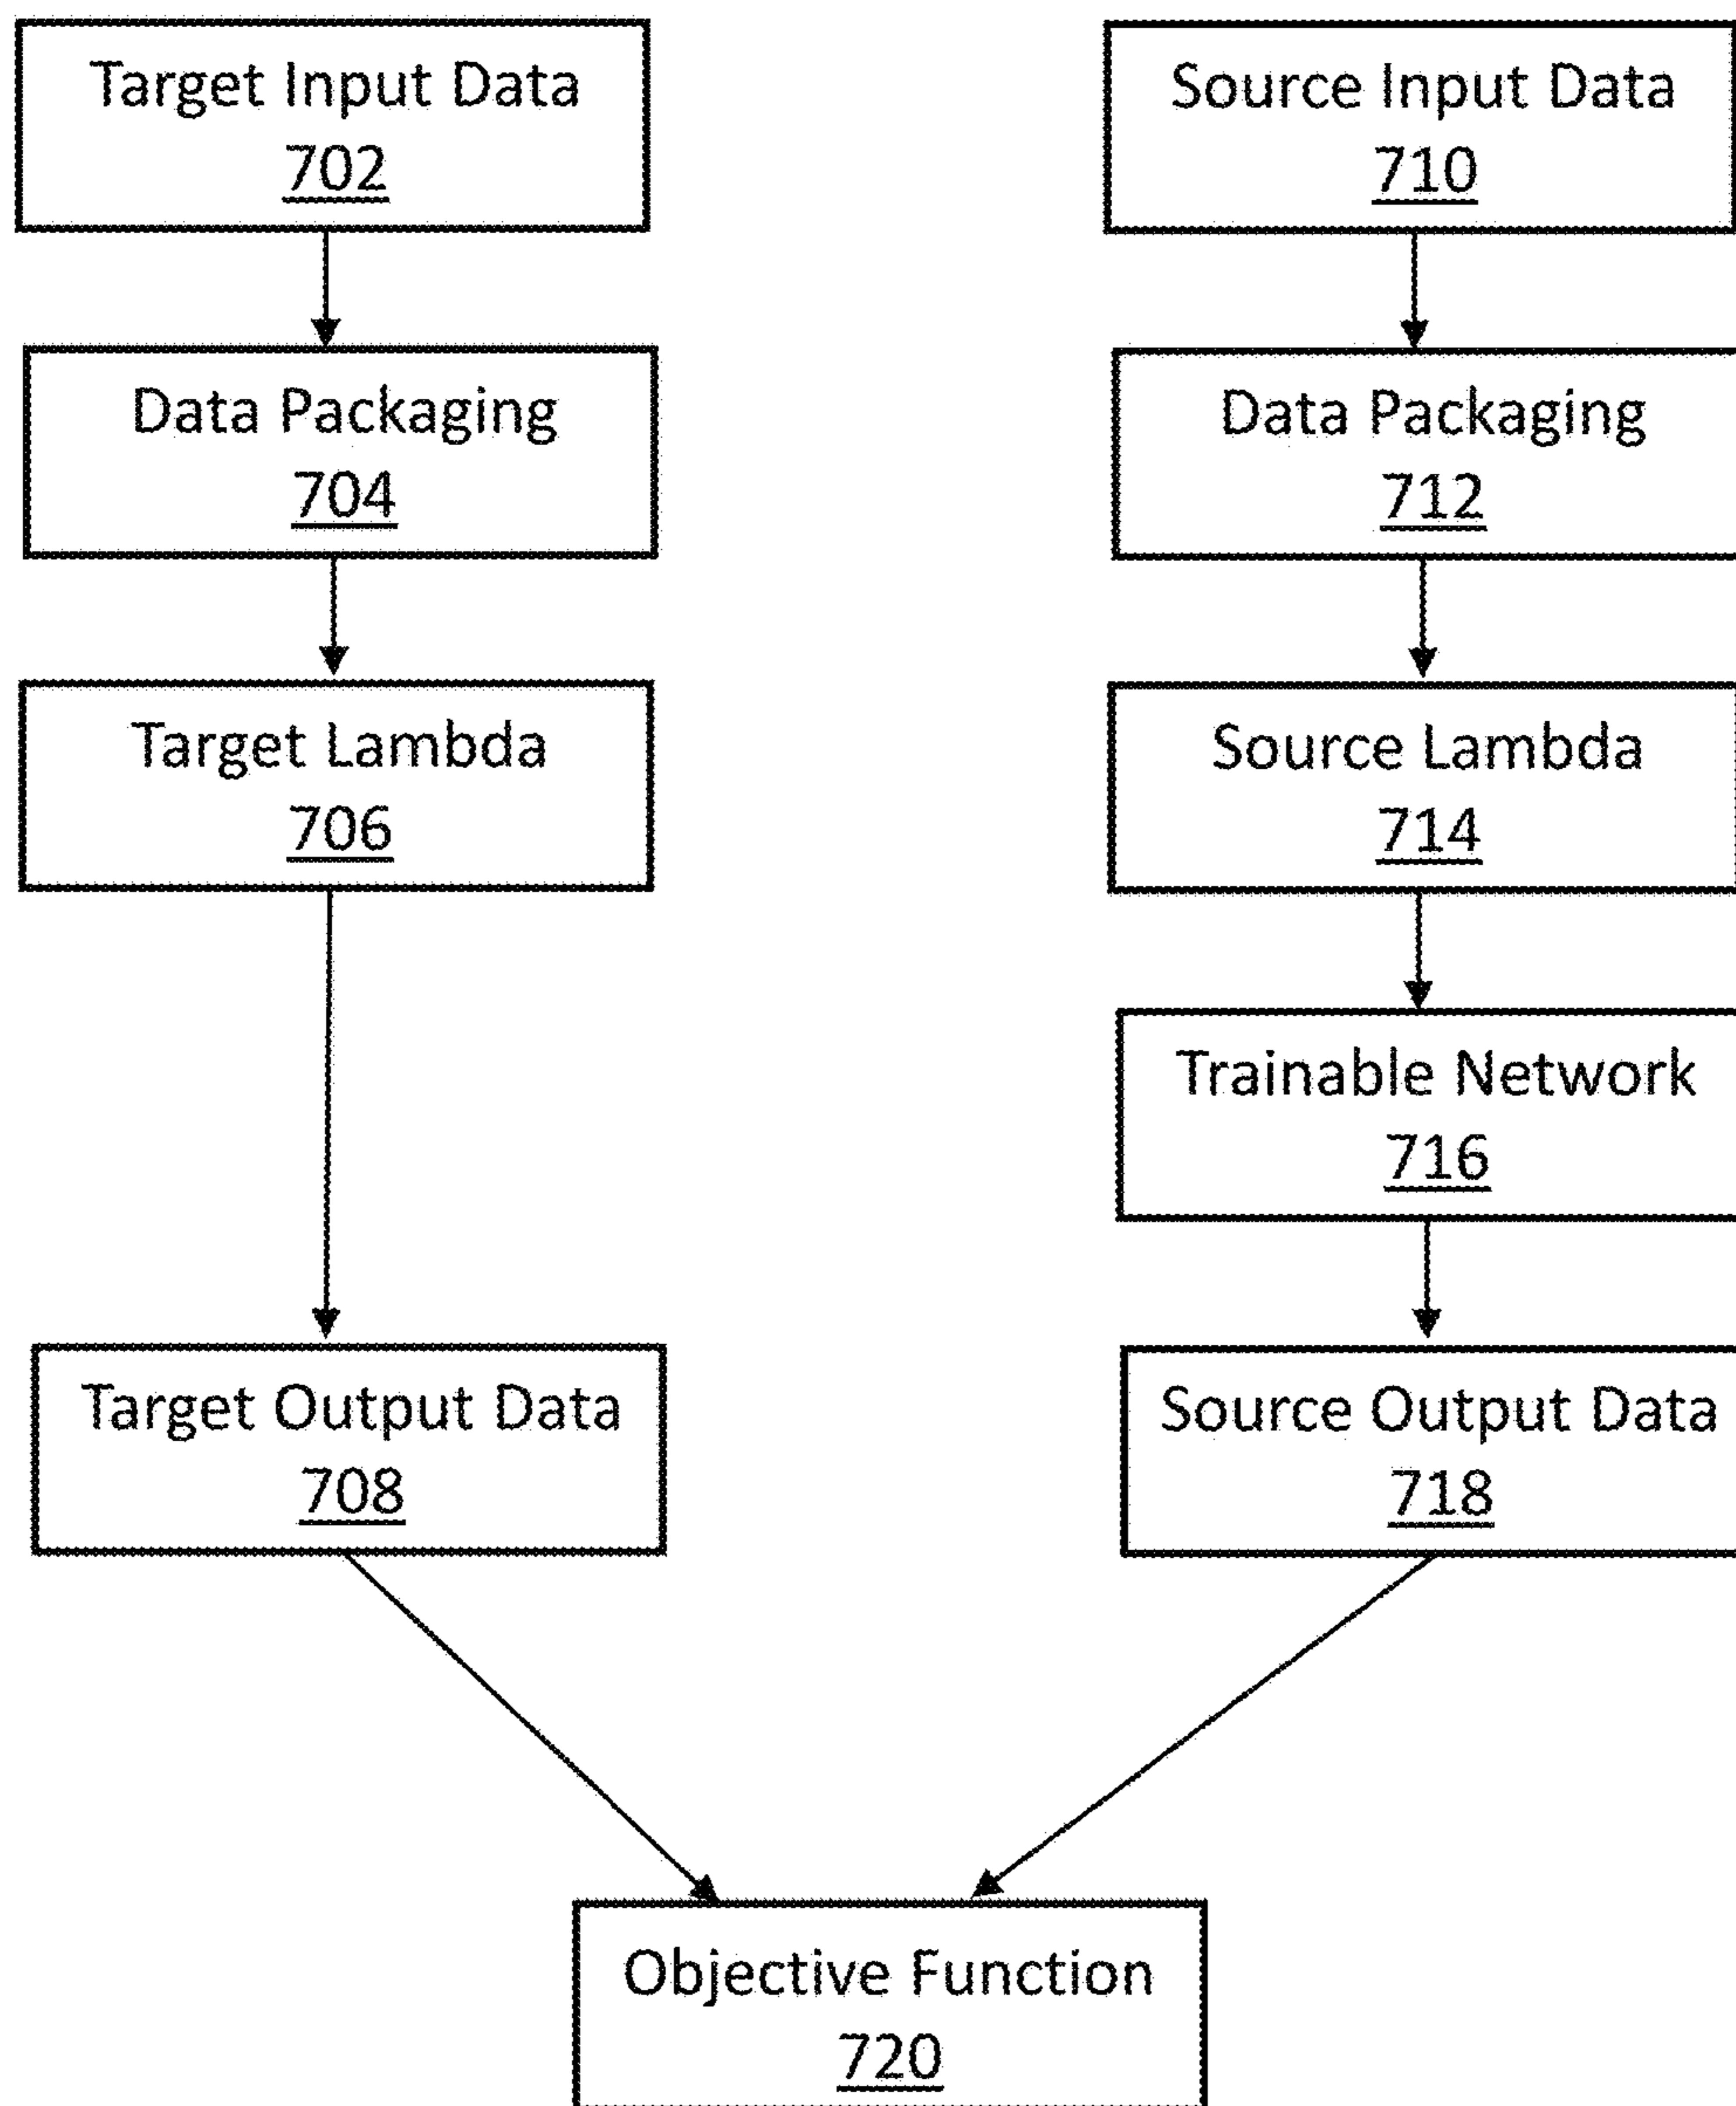 Target Input Data
702
Data Packaging
704
Target Lambda
706
Target Output Data
708
Source Input Data
710
Data Packaging
712
Source Lambda
714
Trainable Network
716
Source Output Data
718
Objective Function
720